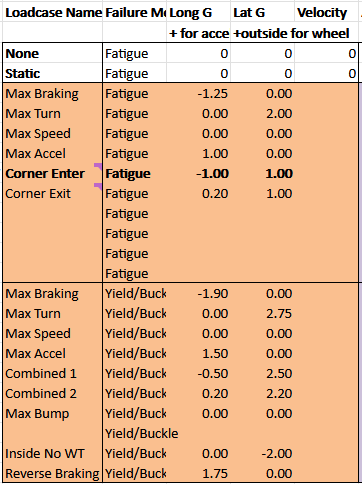 Loadcase Name Failure Mo Long G Lat G Velocity
+ for acce +outside for wheel
None Fatigue 0 0 0
Static Fatigue 0 0 0
Max Braking Fatigue -1.25 0.00
Max Turn Fatigue 0.00 2.00
Max Speed Fatigue 0.00 0.00
Max Accel Fatigue 1.00 0.00
Corner Enter Fatigue -1.00 1.00
Corner Exit Fatigue 0.20 1.00
Fatigue
Fatigue
Fatigue
Fatigue
Max Braking Yield/Buck -1.90 0.00
Max Turn Yield/Buck 0.00 2.75
Max Speed Yield/Buck 0.00 0.00
Max Accel Yield/Buck 1.50 0.00
Combined 1 Yield/Buck -0.50 2.50
Combined 2 Yield/Buck 0.20 2.20
Max Bump Yield/Buck 0.00 0.00
Yield/Buckle
Inside No WT Yield/Buck 0.00 -2.00
Reverse Braking Yield/Buck 1.75 0.00